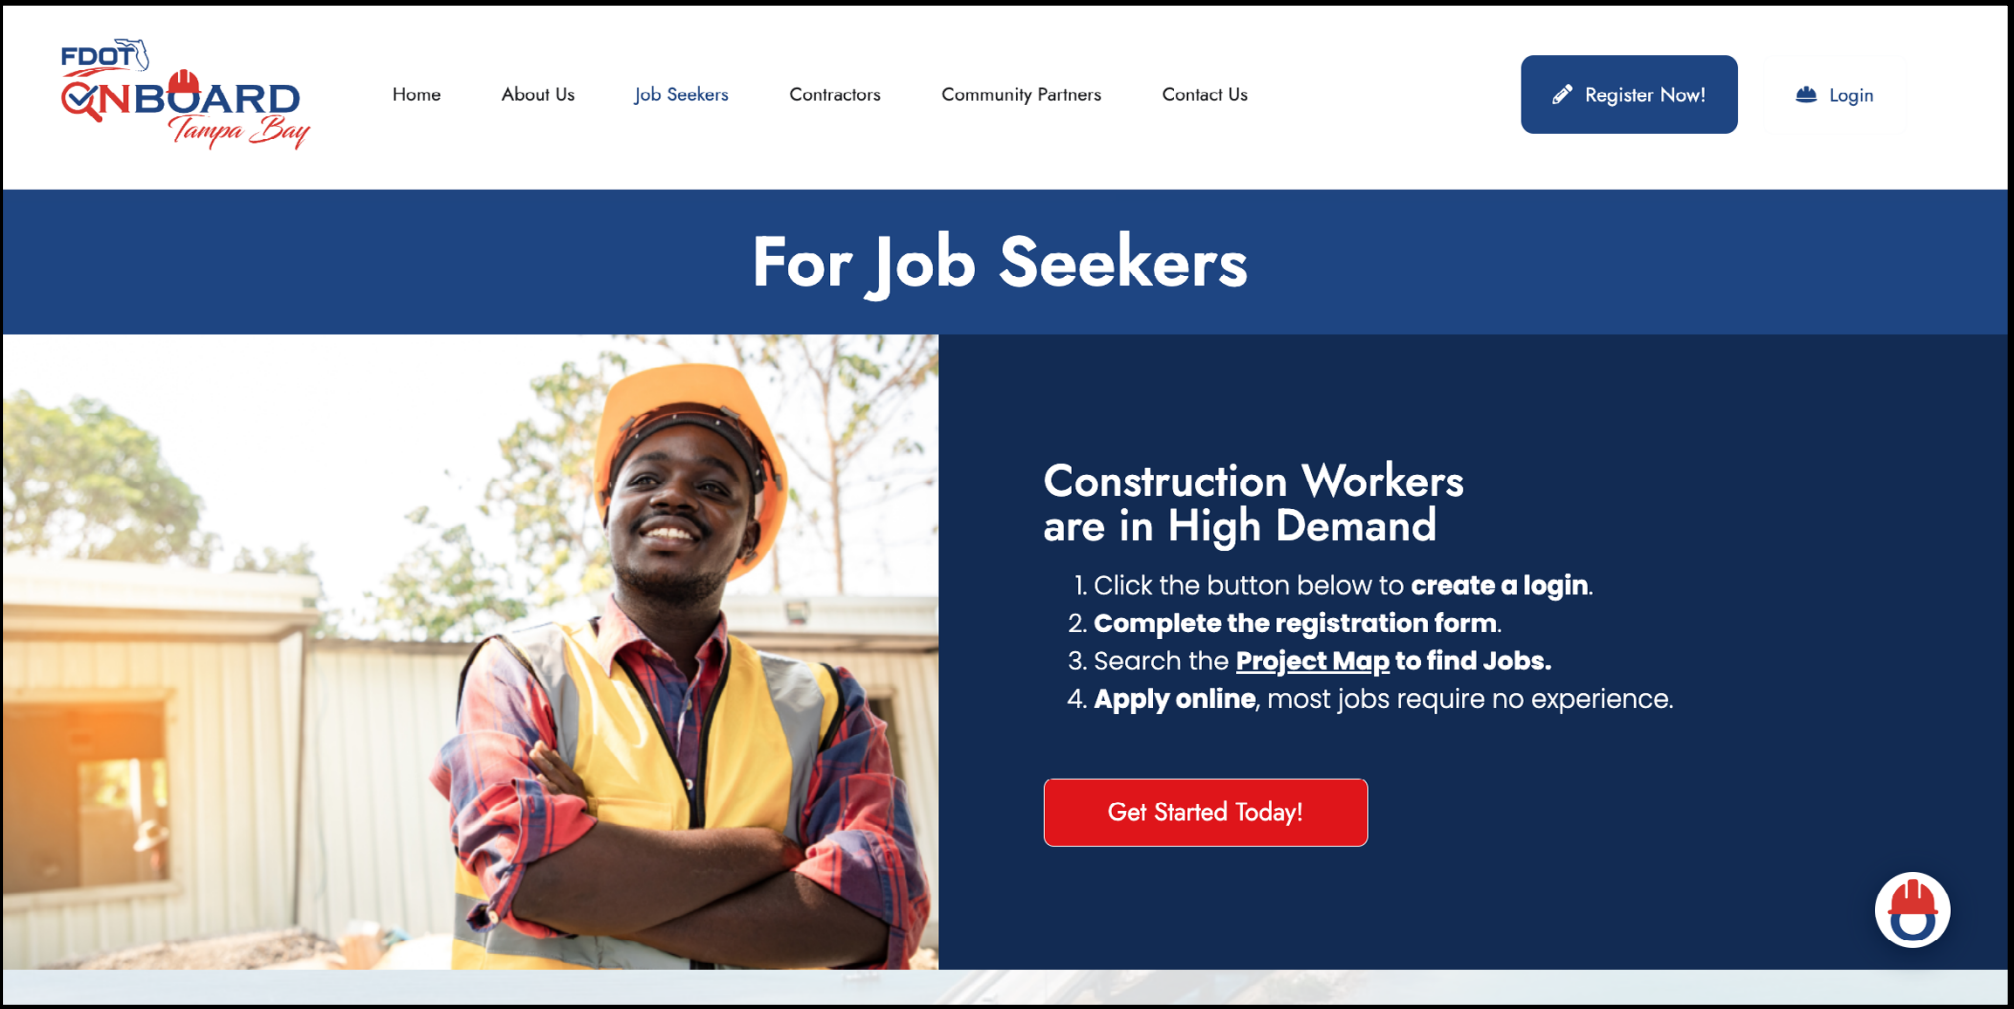 FDOT
ONBOARD
Tampa Bay
Home
About Us
Job Seekers
Contractors
Community Partners
Contact Us
Register Now!
Login
For Job Seekers
Construction Workers
are in High Demand
1. Click the button below to create a login.
2. Complete the registration form.
3. Search the Project Map to find Jobs.
4. Apply online, most jobs require no experience.
Get Started Today!